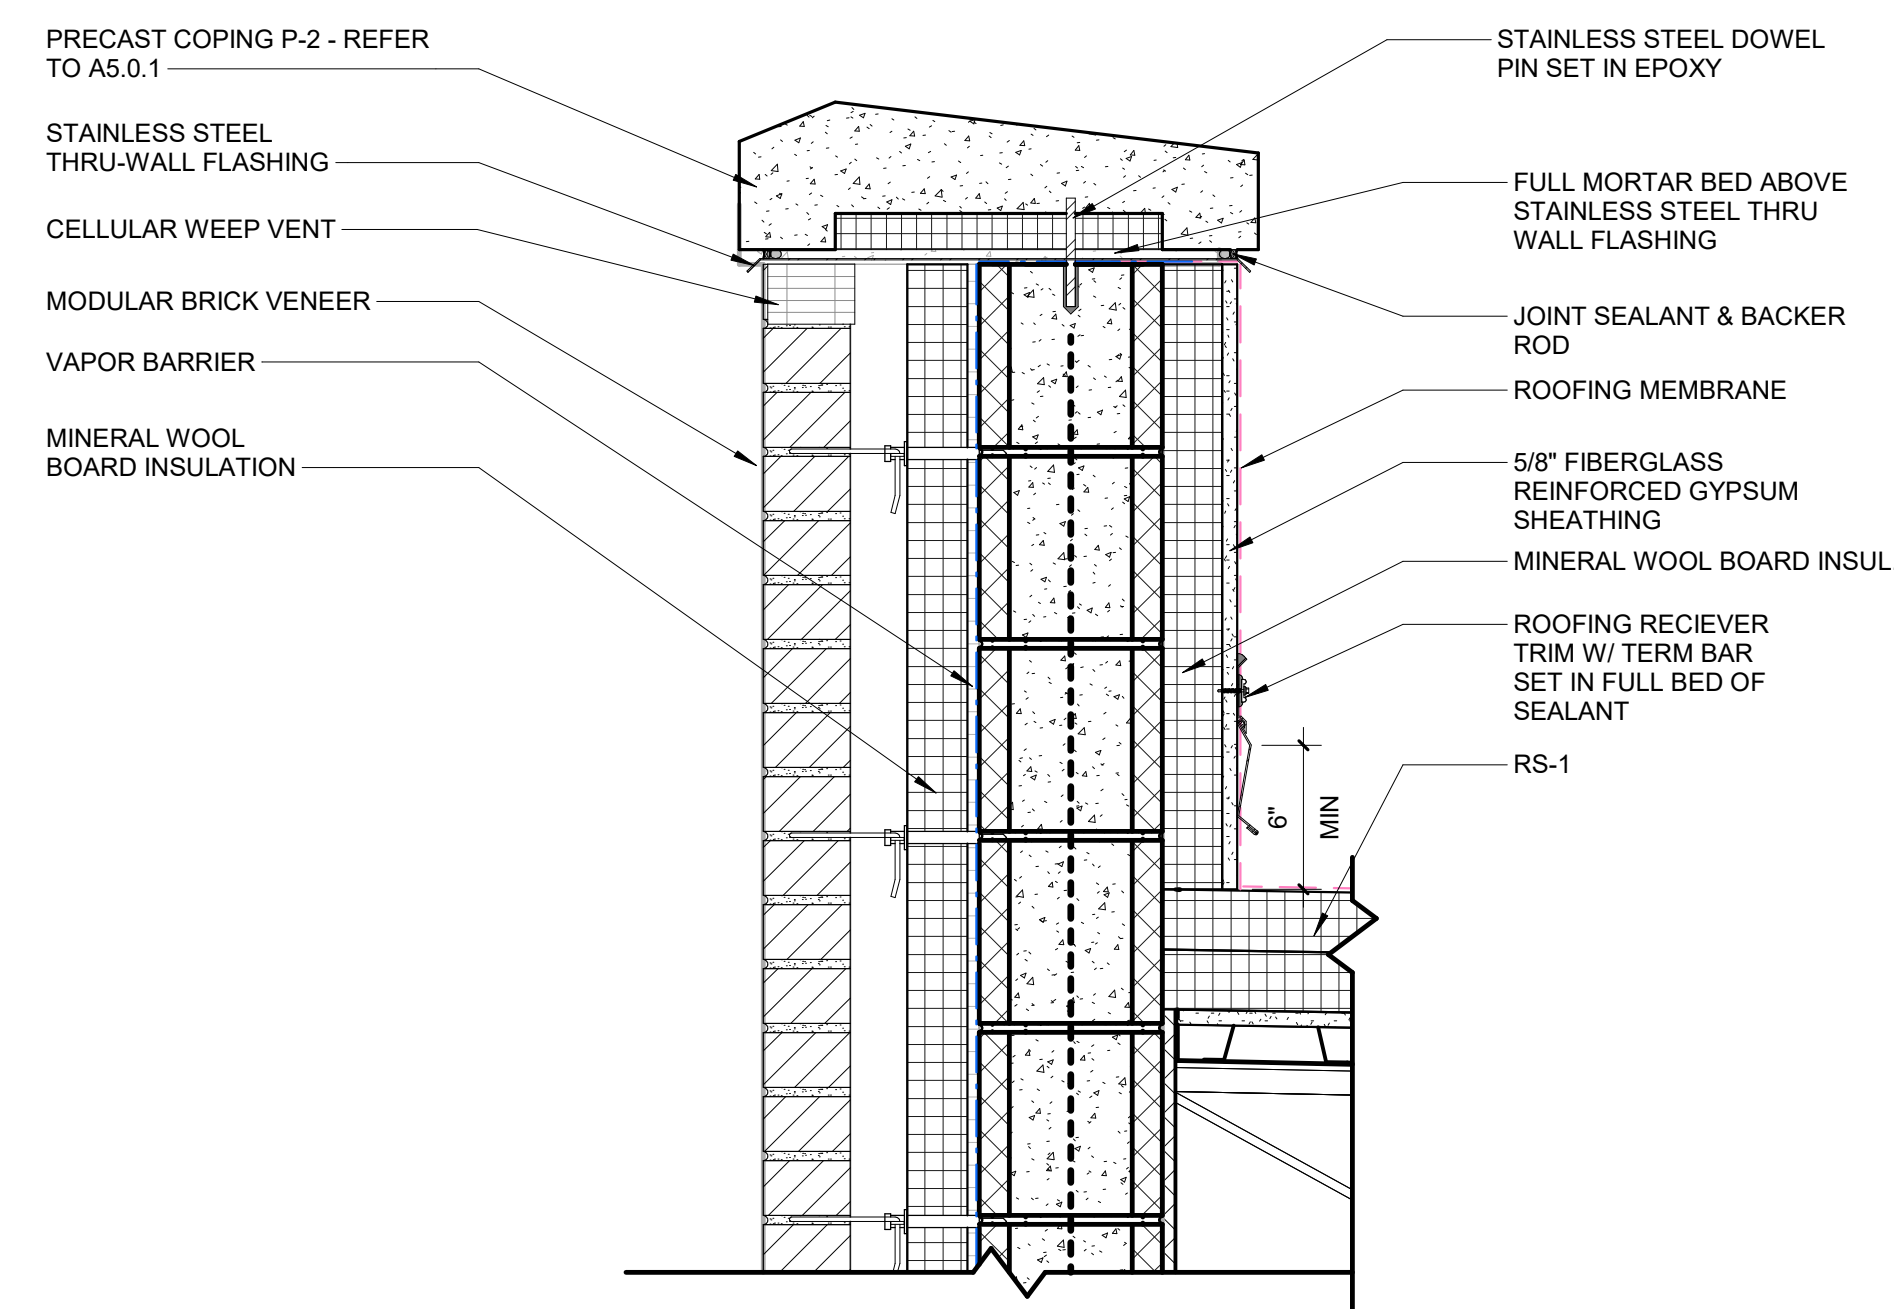 PRECAST COPING P-2 - REFER
TO A5.0.1
STAINLESS STEEL
THRU-WALL FLASHING
CELLULAR WEEP VENT
MODULAR BRICK VENEER
VAPOR BARRIER
MINERAL WOOL
BOARD INSULATION
STAINLESS STEEL DOWEL
PIN SET IN EPOXY
FULL MORTAR BED ABOVE
STAINLESS STEEL THRU
WALL FLASHING
JOINT SEALANT & BACKER
ROD
ROOFING MEMBRANE
5/8" FIBERGLASS
REINFORCED GYPSUM
SHEATHING
MINERAL WOOL BOARD INSUL
ROOFING RECIEVER
TRIM W/ TERM BAR
SET IN FULL BED OF
SEALANT
RS-1
6"
MIN